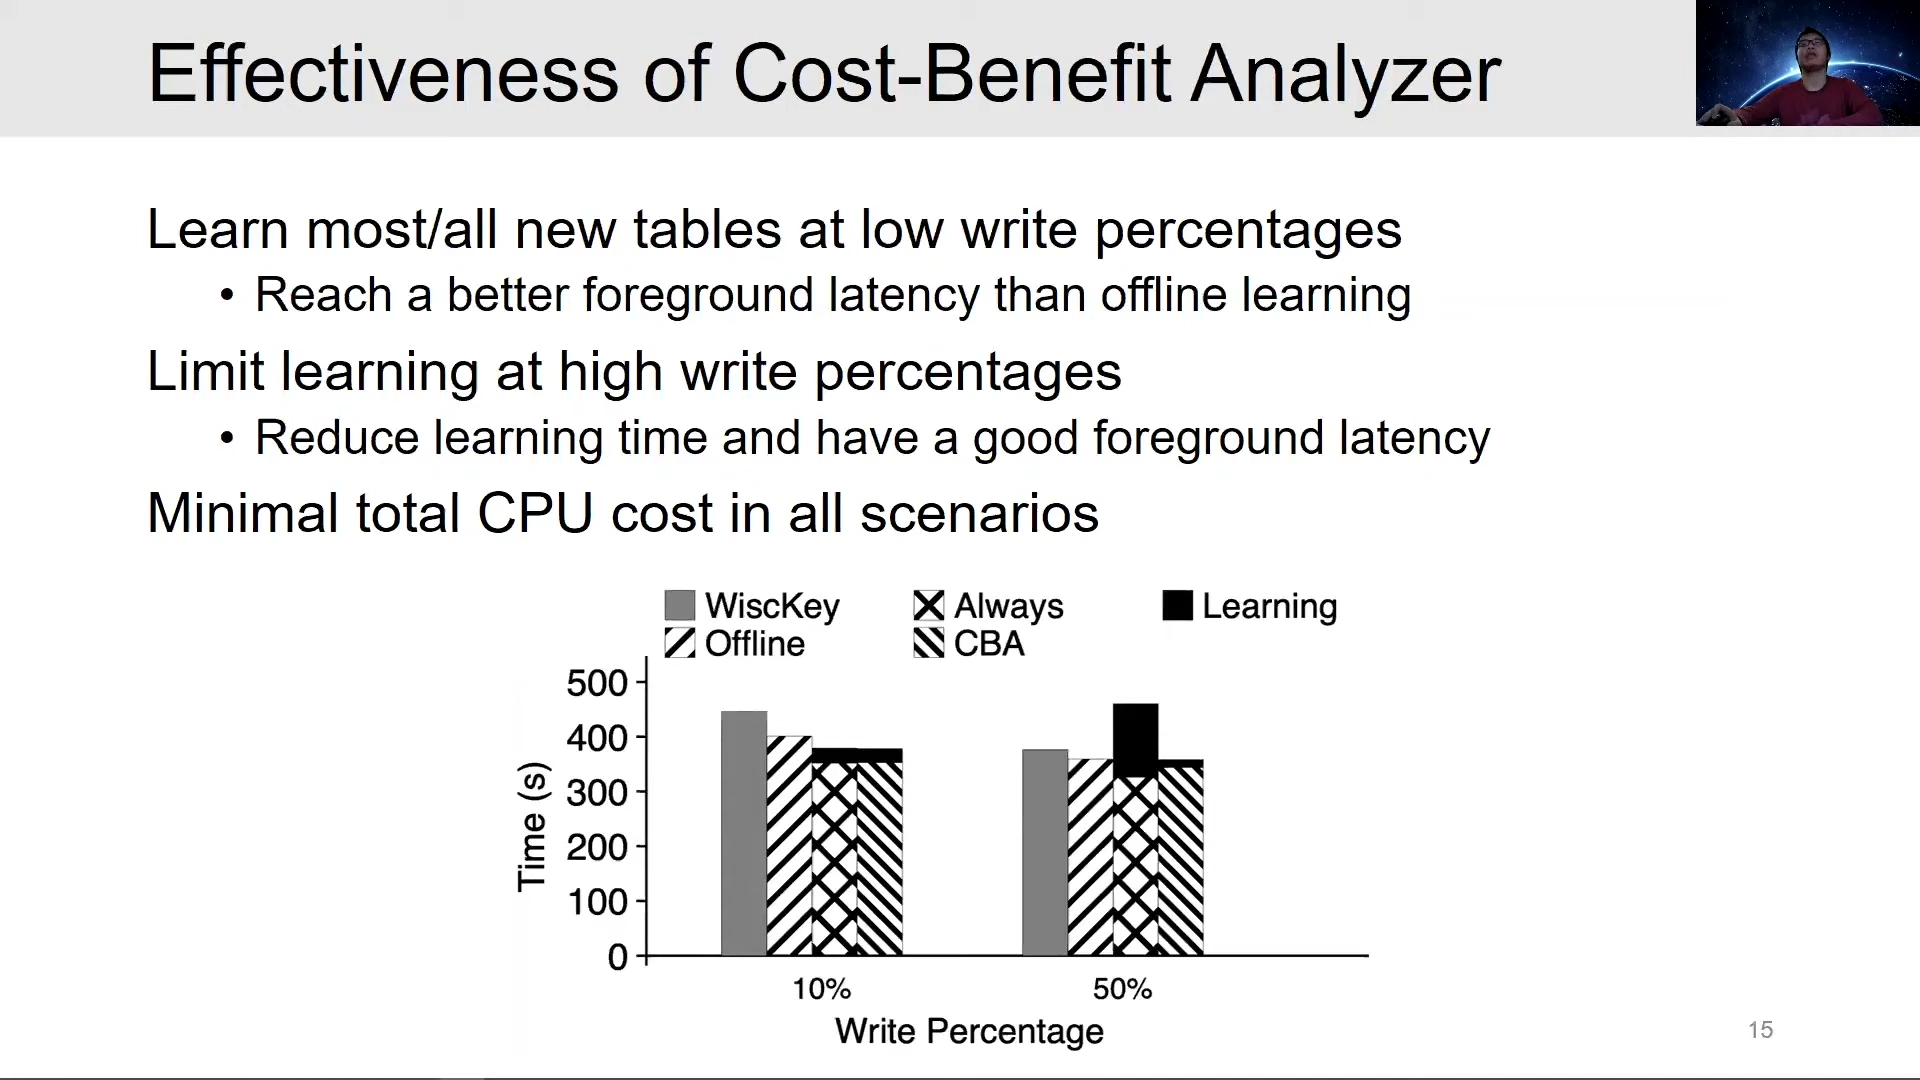 Effectiveness of Cost-Benefit Analyzer
Learn most/all new tables at low write percentages
• Reach a better foreground latency than offline learning
Limit learning at high write percentages
• Reduce learning time and have a good foreground latency
Minimal total CPU cost in all scenarios
WiscKey Always Learning
Offline CBA
500
400
300
200
100
0
Time (s)
10% 50%
Write Percentage
15